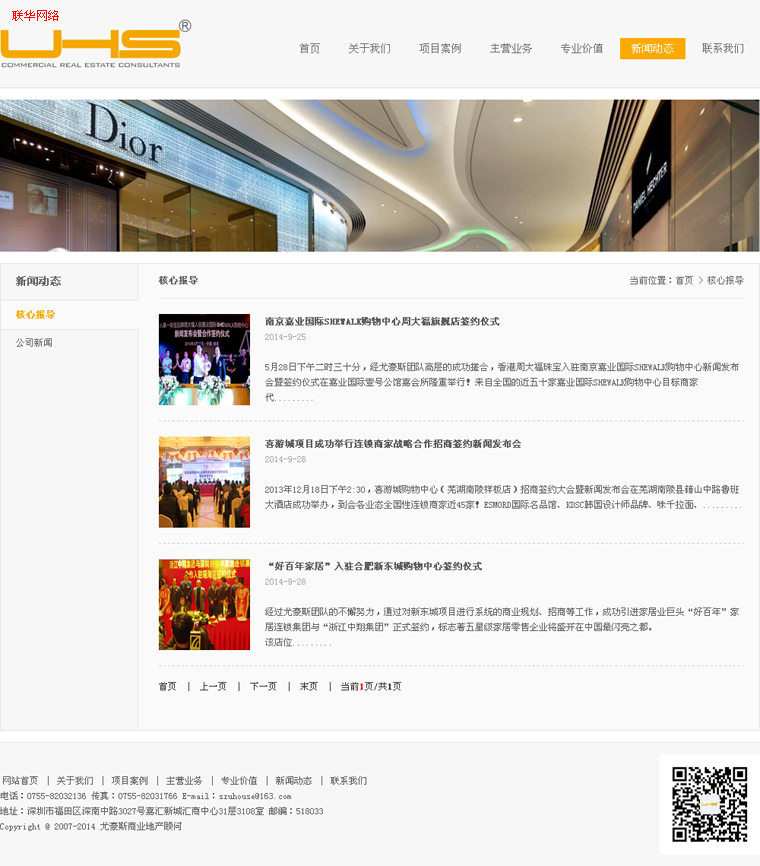 联华网络
UHS®
COMMERCIAL REAL ESTATE CONSULTANTS
首页 关于我们 项目案例 主营业务 专业价值 新闻动态 联系我们
Dior
DANIEL HECHTER
新闻动态
核心报导
公司新闻
核心报导
当前位置：首页 > 核心报导
南京嘉业国际SHEWALK购物中心周大福旗舰店签约仪式
2014-9-25
5月28日下午二时三十分，经尤豪斯团队高层的成功撮合，香港周大福珠宝入驻南京嘉业国际SHEWALK购物中心新闻发布
会暨签约仪式在嘉业国际壹号公馆嘉会所隆重举行！来自全国的近五十家嘉业国际SHEWALK购物中心目标商家
代.........
喜游城项目成功举行连锁商家战略合作招商签约新闻发布会
2014-9-28
2013年12月18日下午2:30，喜游城购物中心（芜湖南陵祥板店）招商签约大会暨新闻发布会在芜湖南陵县籍山中路鲁班
大酒店成功举办，到会各业态全国性连锁商家近45家！ESMORD国际名品馆、KDSC韩国设计师品牌、味千拉面、.........
“好百年家居”入驻合肥新东城购物中心签约仪式
2014-9-28
经过尤豪斯团队的不懈努力，通过对新东城项目进行系统的商业规划、招商等工作，成功引进家居业巨头“好百年”家
居连锁集团与“浙江中翔集团”正式签约，标志着五星级家居零售企业将盛开在中国最闪亮之都。
该店位.........
首页 | 上一页 | 下一页 | 末页 | 当前1页/共1页
网站首页 | 关于我们 | 项目案例 | 主营业务 | 专业价值 | 新闻动态 | 联系我们
电话：0755-82032136 传真：0755-82031766 E-mail：szuhouse@163.com
地址：深圳市福田区深南中路3027号嘉汇新城汇商中心31层3108室 邮编：518033
Copyright @ 2007-2014 尤豪斯商业地产顾问